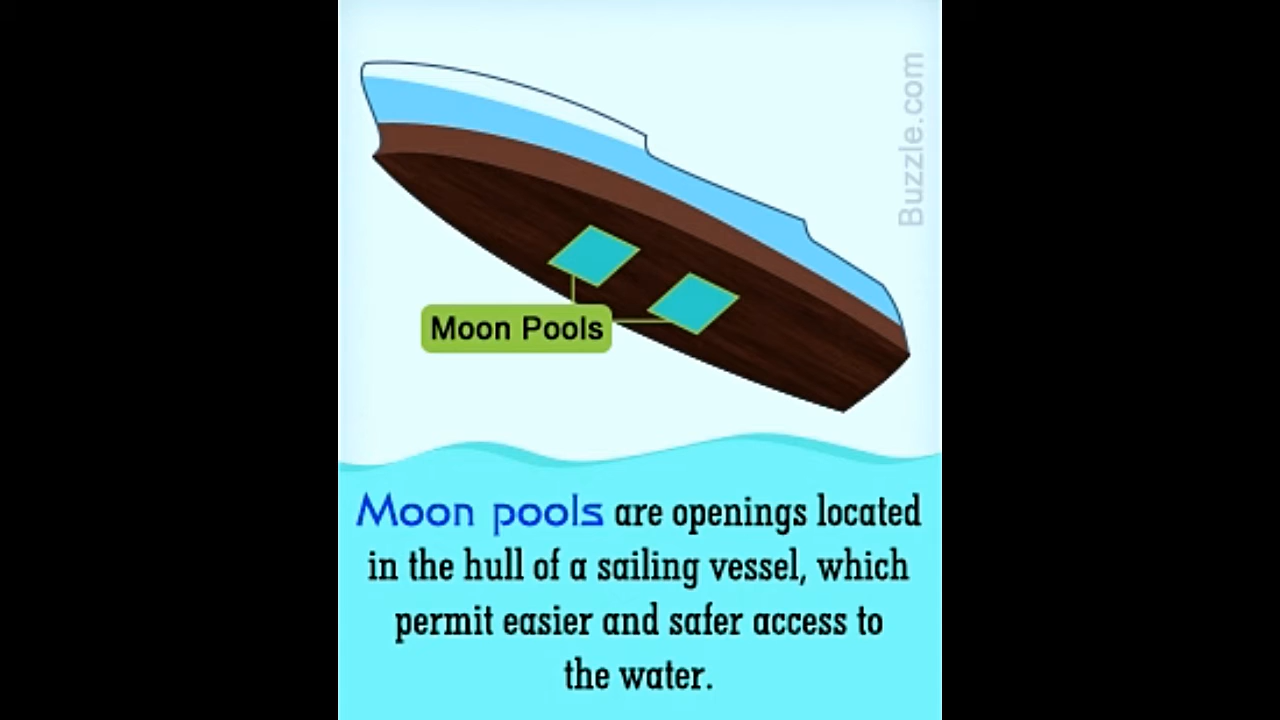 Buzzle.com
Moon Pools
Moon pools are openings located
in the hull of a sailing vessel, which
permit easier and safer access to
the water.